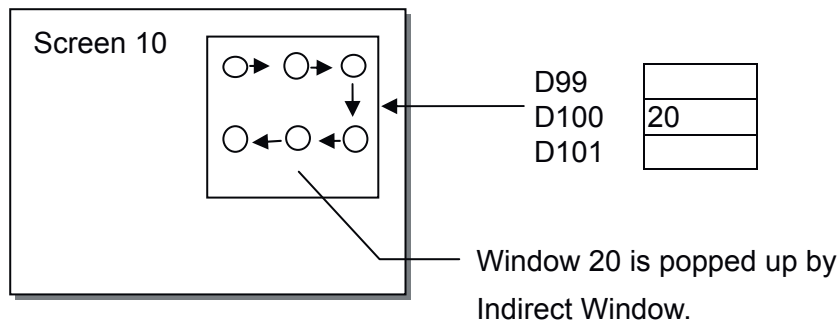 Screen 10
D99
D100 20
D101
Window 20 is popped up by
Indirect Window.